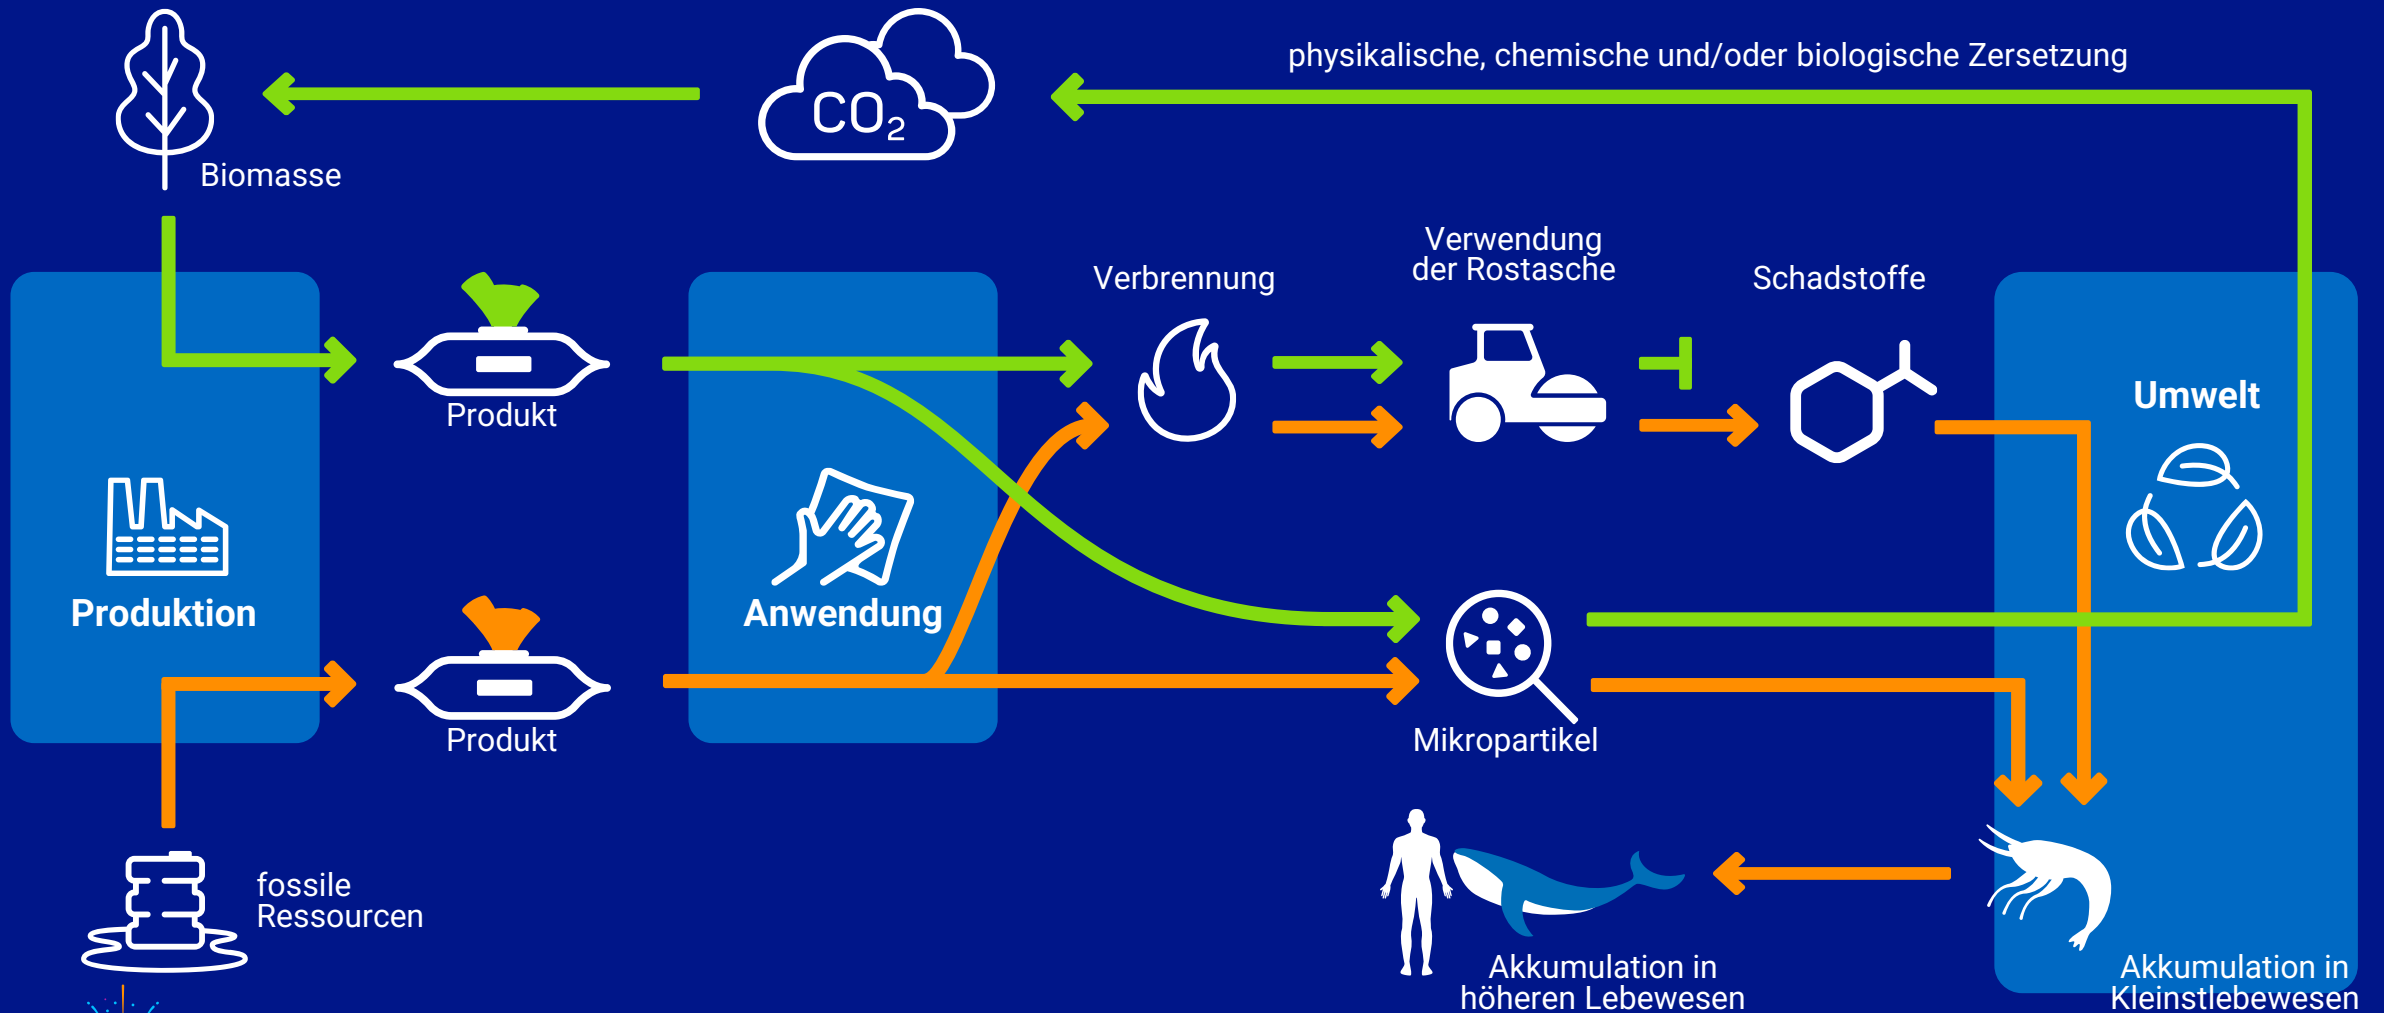 physikalische, chemische und/oder biologische Zersetzung
CO₂
Biomasse
Verwendung
der Rostasche
Verbrennung
Schadstoffe
Umwelt
Produkt
Produktion
Anwendung
Produkt
Mikropartikel
fossile
Ressourcen
Akkumulation in
höheren Lebewesen
Akkumulation in
Kleinstlebewesen